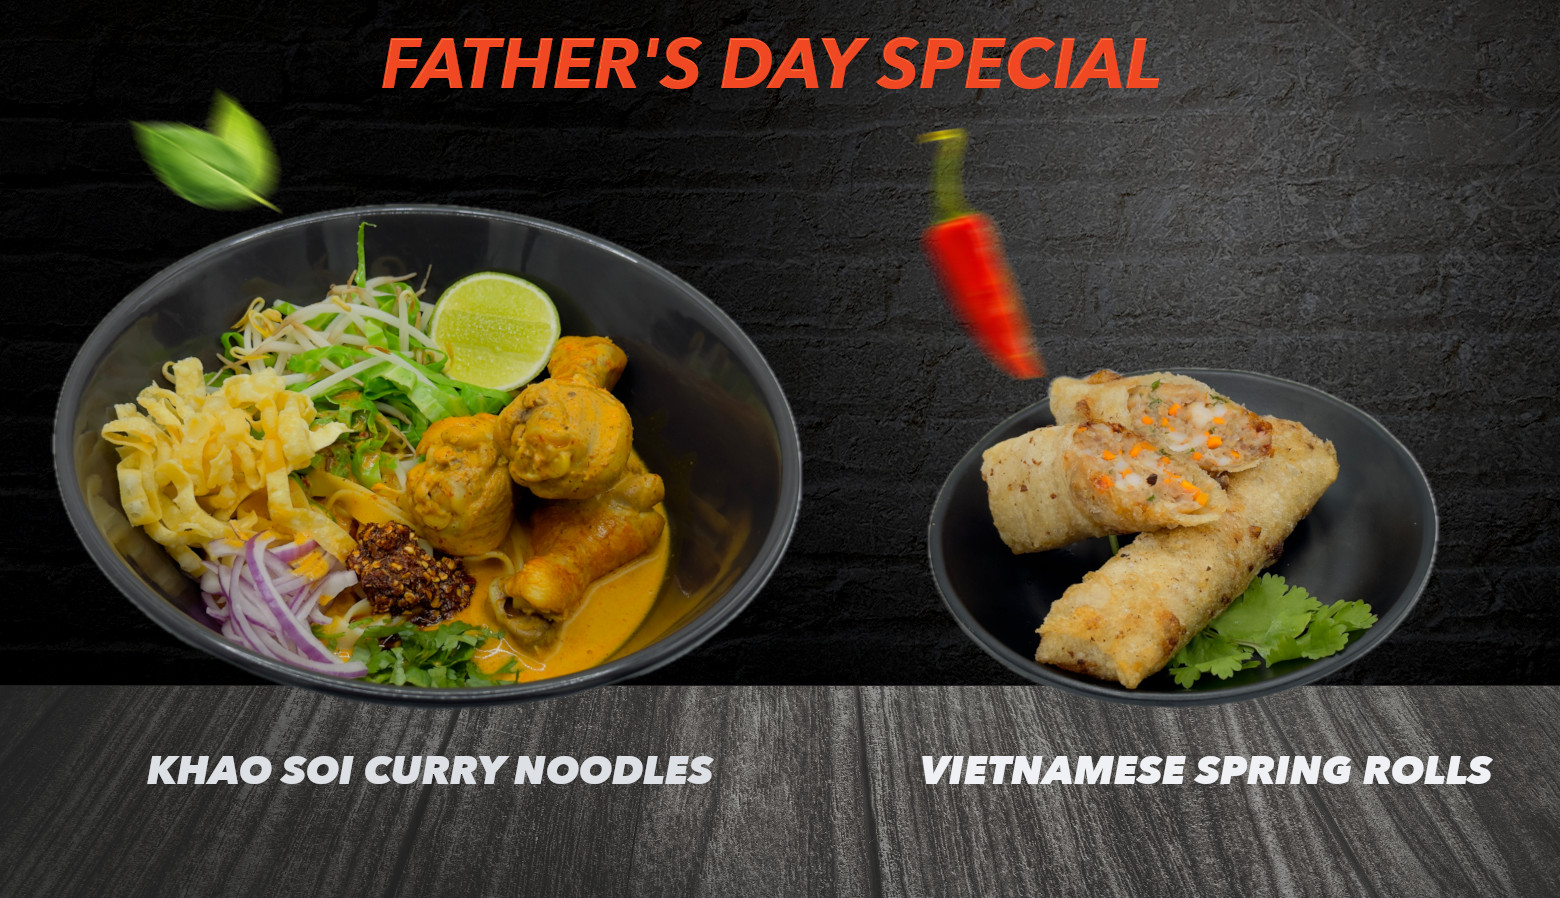 FATHER'S DAY SPECIAL
KHAO SOI CURRY NOODLES
VIETNAMESE SPRING ROLLS